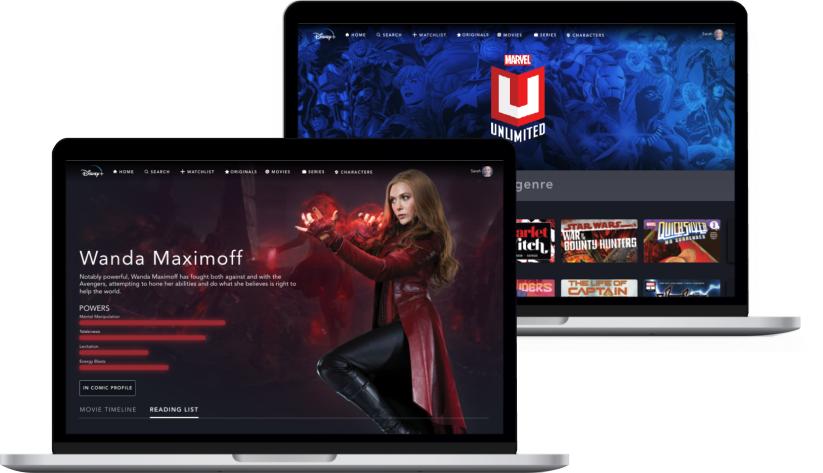 Disney+ HOME SEARCH WATCHLIST ORIGINALS MOVIES SERIES CHARACTERS Sarah
MARVEL
U
UNLIMITED
genre
STAR WARS
WAR OF THE
BOUNTY HUNTERS
MARVEL
QUICKSILVER
NO SURRENDER
THE LIFE OF
CAPTAIN
Disney+ HOME SEARCH WATCHLIST ORIGINALS MOVIES SERIES CHARACTERS Sarah
Wanda Maximoff
Notably powerful, Wanda Maximoff has fought both against and with the
Avengers, attempting to hone her abilities and do what she believes is right to
help the world.
POWERS
Mental Manipulation
Telekinesis
Levitation
Energy Blasts
IN COMIC PROFILE
MOVIE TIMELINE READING LIST